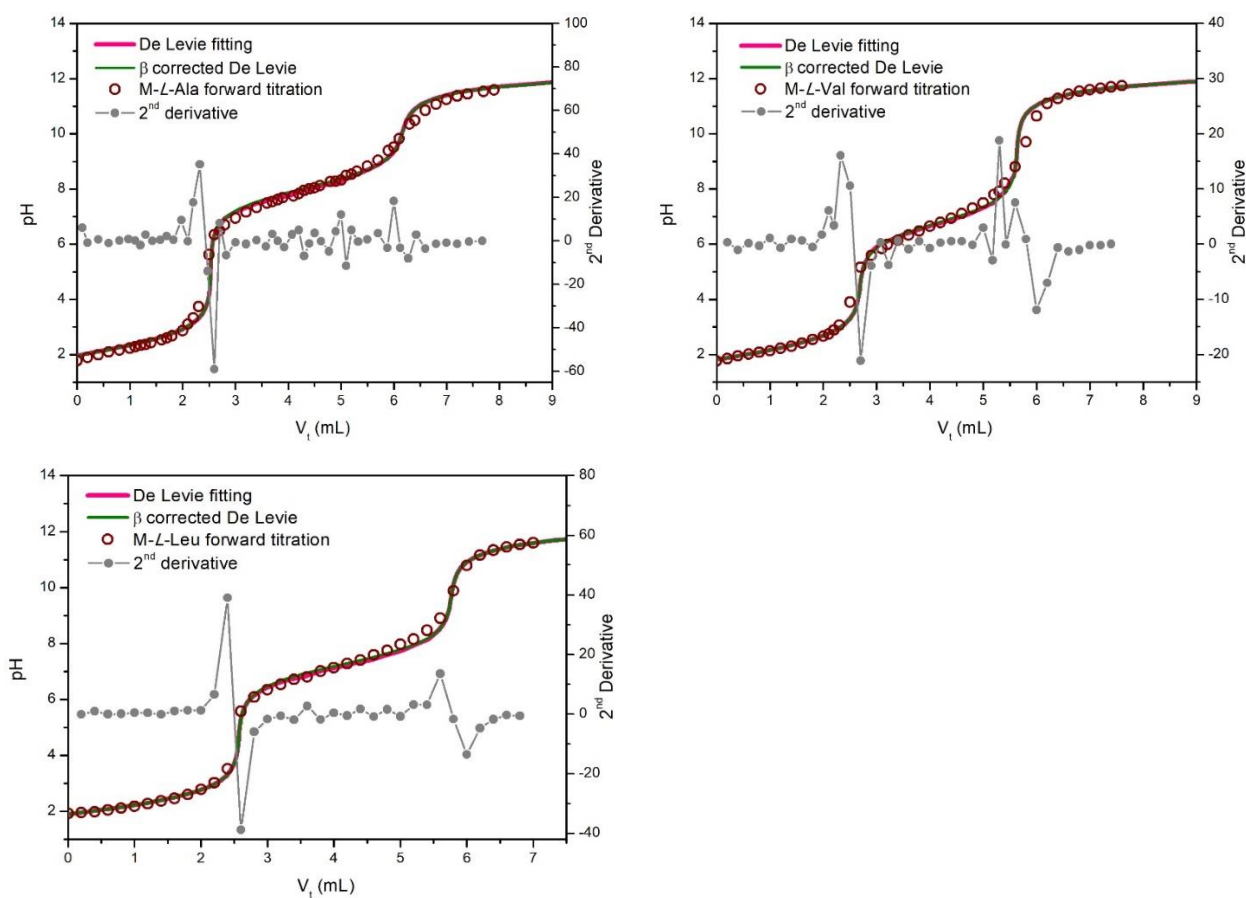 De Levie fitting
β corrected De Levie
M-L-Ala forward titration
2nd derivative
pH
14
12
10
8
6
4
2
0 1 2 3 4 5 6 7 8 9
Vt (mL)
100
80
60
40
20
0
-20
-40
-60
2nd Derivative
De Levie fitting
β corrected De Levie
M-L-Val forward titration
2nd derivative
pH
14
12
10
8
6
4
2
0 1 2 3 4 5 6 7 8 9
Vt (mL)
40
30
20
10
0
-10
-20
2nd Derivative
De Levie fitting
β corrected De Levie
M-L-Leu forward titration
2nd derivative
pH
14
12
10
8
6
4
2
0 1 2 3 4 5 6 7
Vt (mL)
80
60
40
20
0
-20
-40
2nd Derivative